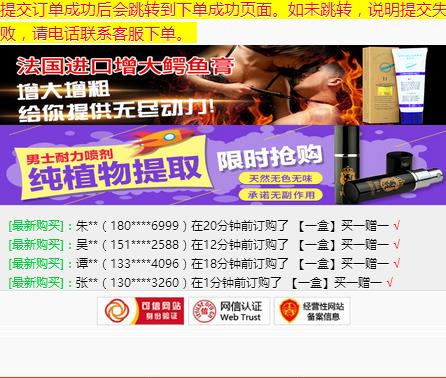 提交订单成功后会跳转到下单成功页面。如未跳转，说明提交失
败，请电话联系客服下单。
法国进口增大鳄鱼膏
增大增粗
给你提供无尽动力!
男士耐力喷剂
纯植物提取
限时抢购
天然无色无味
承诺无副作用
[最新购买]：朱**（180****6999）在20分钟前订购了 【一盒】买一赠一 √
[最新购买]：吴**（151****2588）在12分钟前订购了 【一盒】买一赠一 √
[最新购买]：谭**（133****4096）在18分钟前订购了 【一盒】买一赠一 √
[最新购买]：张**（130****3260）在1分钟前订购了 【一盒】买一赠一 √
可信网站
身份验证
网信认证
Web Trust
经营性网站
备案信息